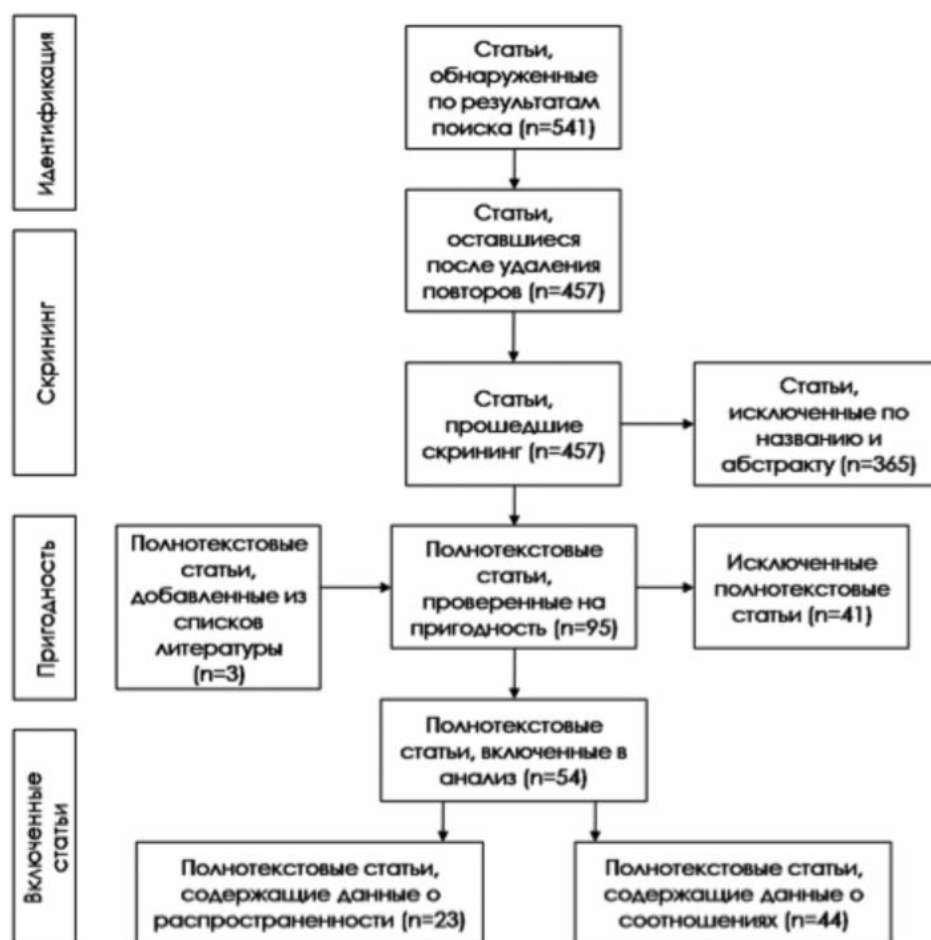 Идентификация
Статьи,
обнаруженные
по результатам
поиска (n=541)
Скрининг
Статьи,
оставшиеся
после удаления
повторов (n=457)
Статьи,
прошедшие
скрининг (n=457)
Статьи,
исключенные по
названию и
абстракту (n=365)
Пригодность
Полнотекстовые
статьи,
добавленные из
списков
литературы
(n=3)
Полнотекстовые
статьи,
проверенные на
пригодность (n=95)
Исключенные
полнотекстовые
статьи (n=41)
Включенные
статьи
Полнотекстовые
статьи, включенные в
анализ (n=54)
Полнотекстовые статьи,
содержащие данные о
распространенности (n=23)
Полнотекстовые статьи,
содержащие данные о
соотношениях (n=44)